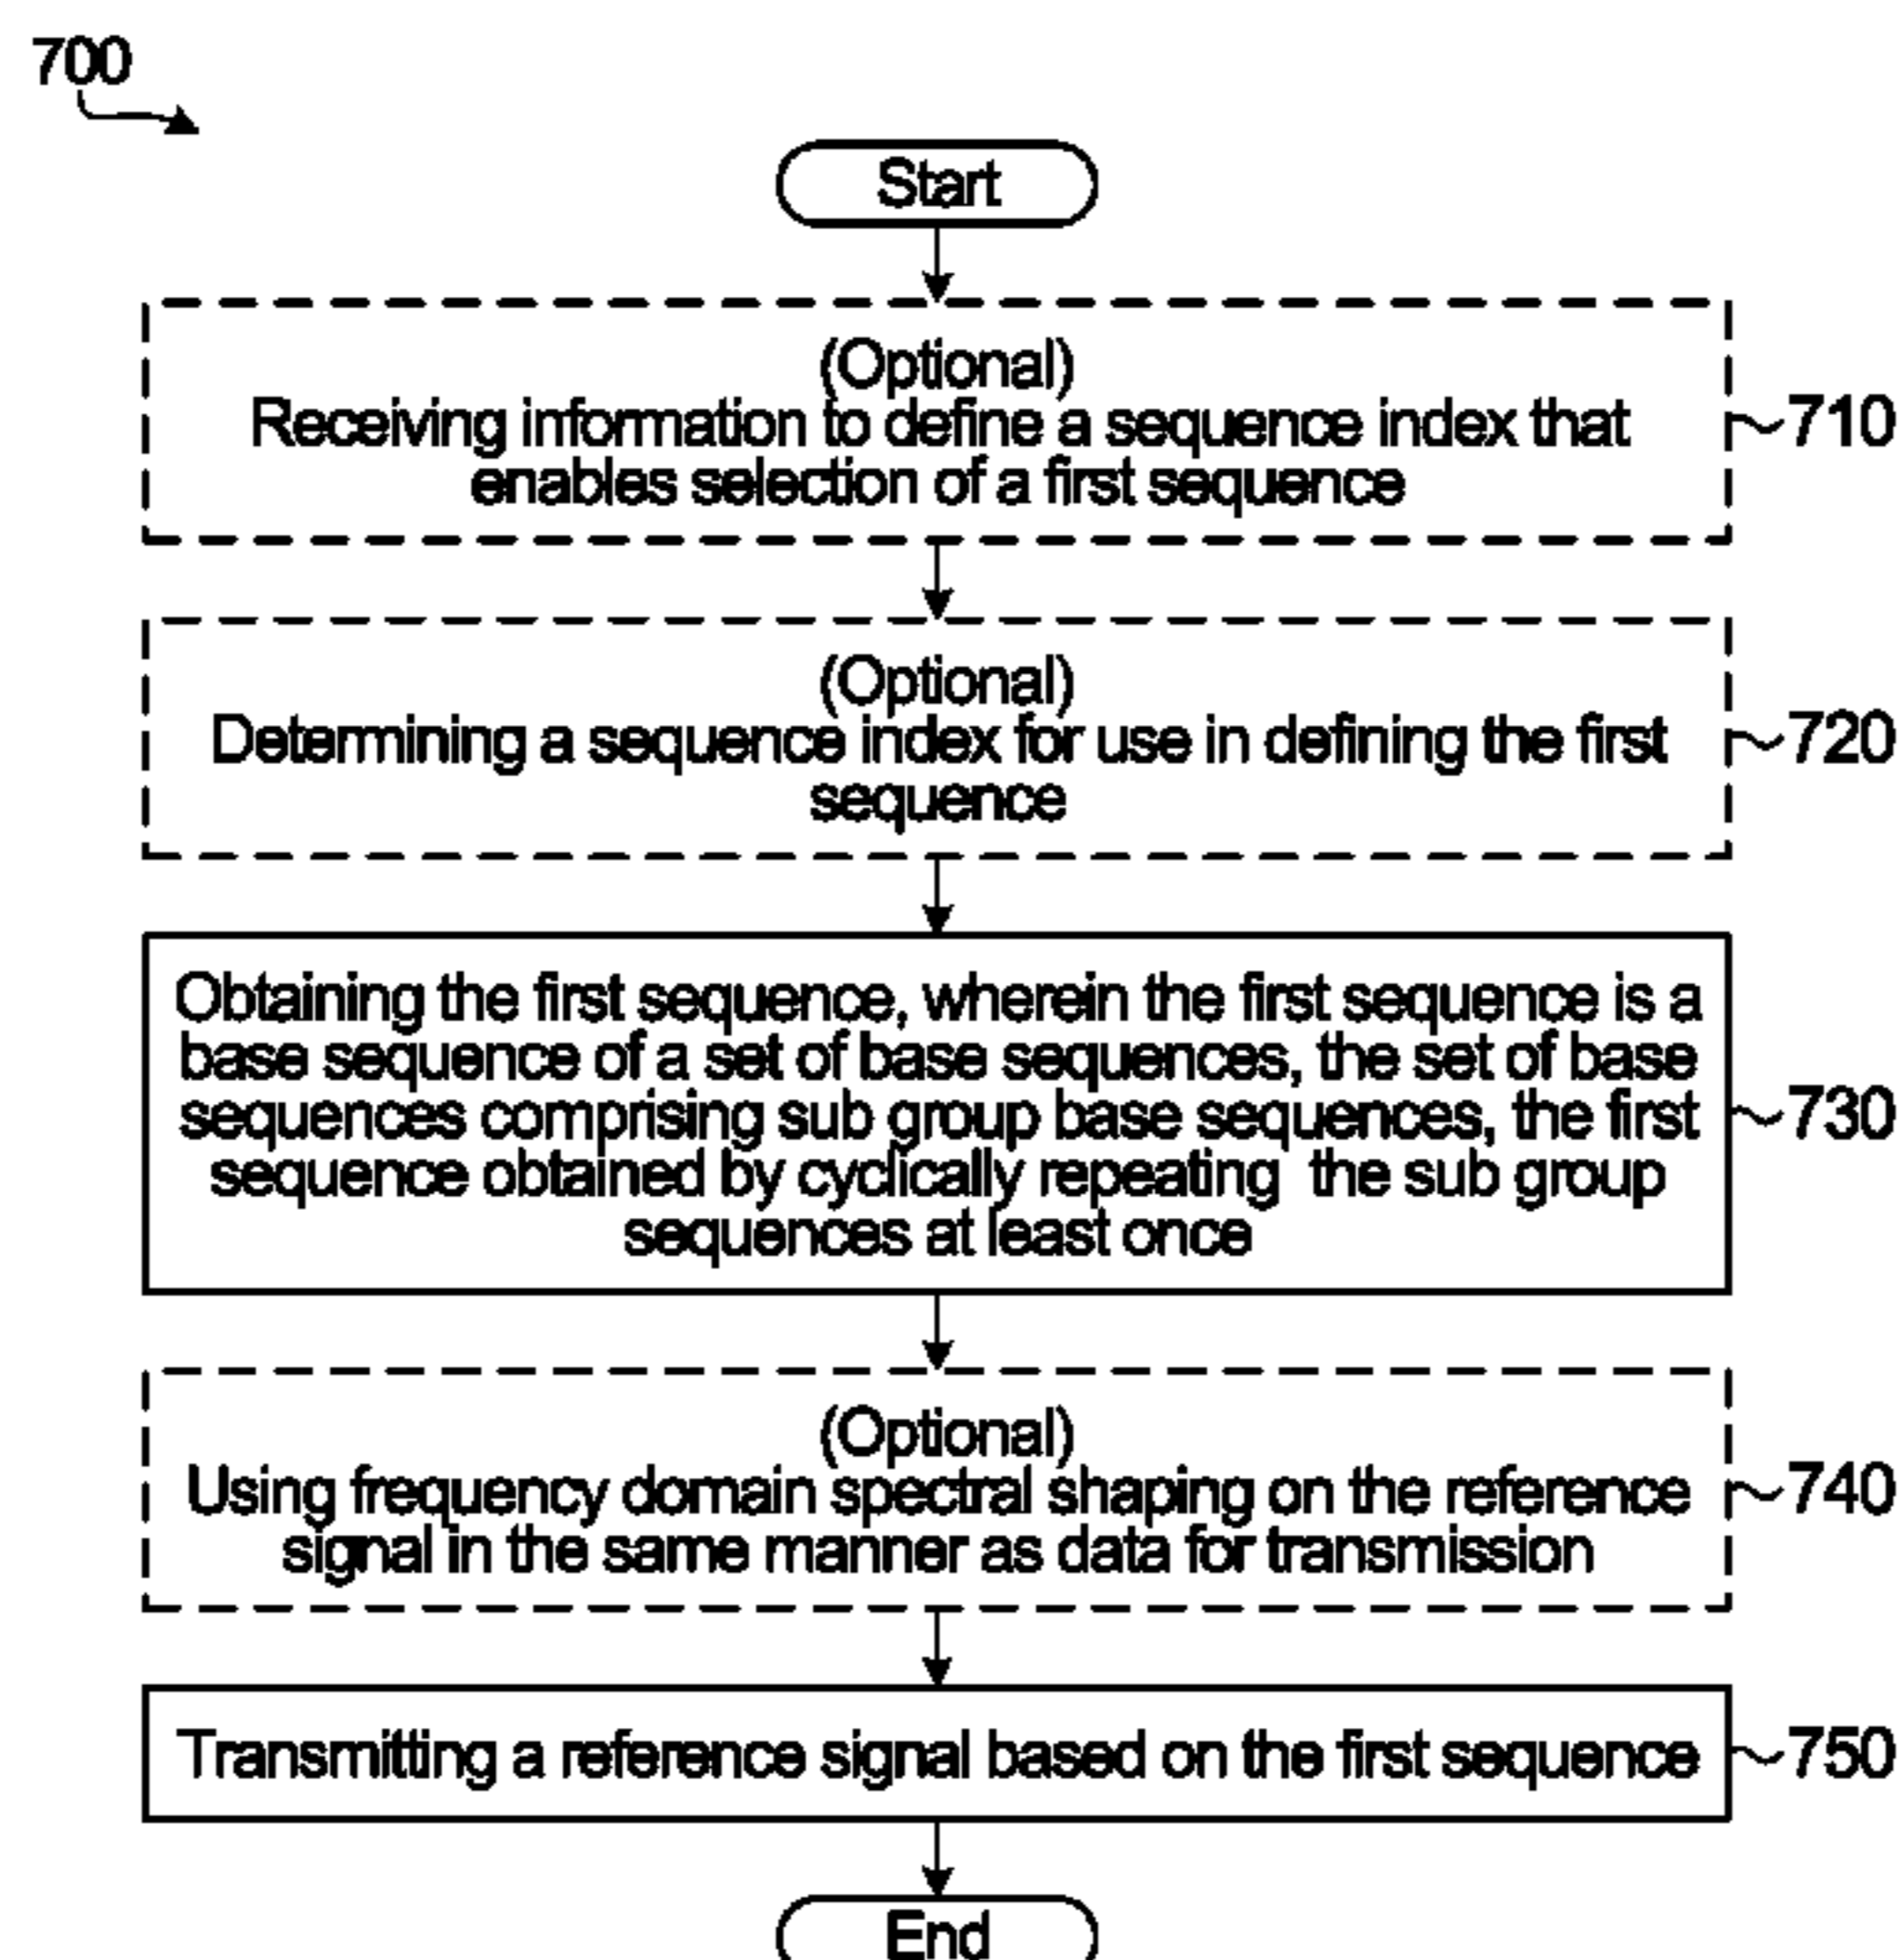 700
Start
(Optional)
Receiving information to define a sequence index that
enables selection of a first sequence
710
(Optional)
Determining a sequence index for use in defining the first
sequence
720
Obtaining the first sequence, wherein the first sequence is a
base sequence of a set of base sequences, the set of base
sequences comprising sub group base sequences, the first
sequence obtained by cyclically repeating the sub group
sequences at least once
730
(Optional)
Using frequency domain spectral shaping on the reference
signal in the same manner as data for transmission
740
Transmitting a reference signal based on the first sequence
750
End